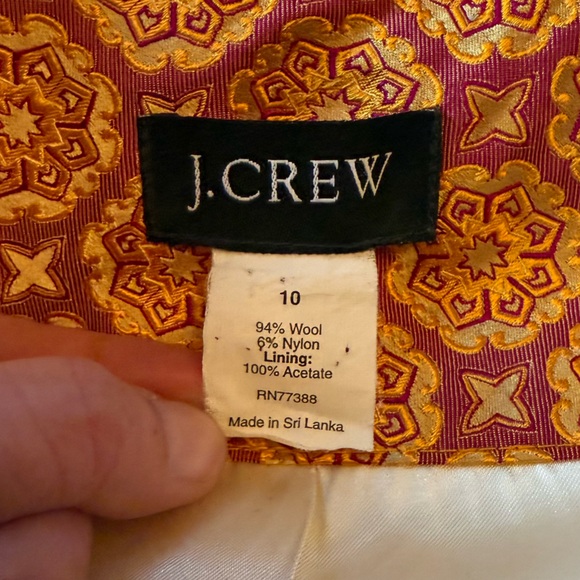 J.CREW
10
94% Wool
6% Nylon
Lining:
100% Acetate
RN77388
Made in Sri Lanka